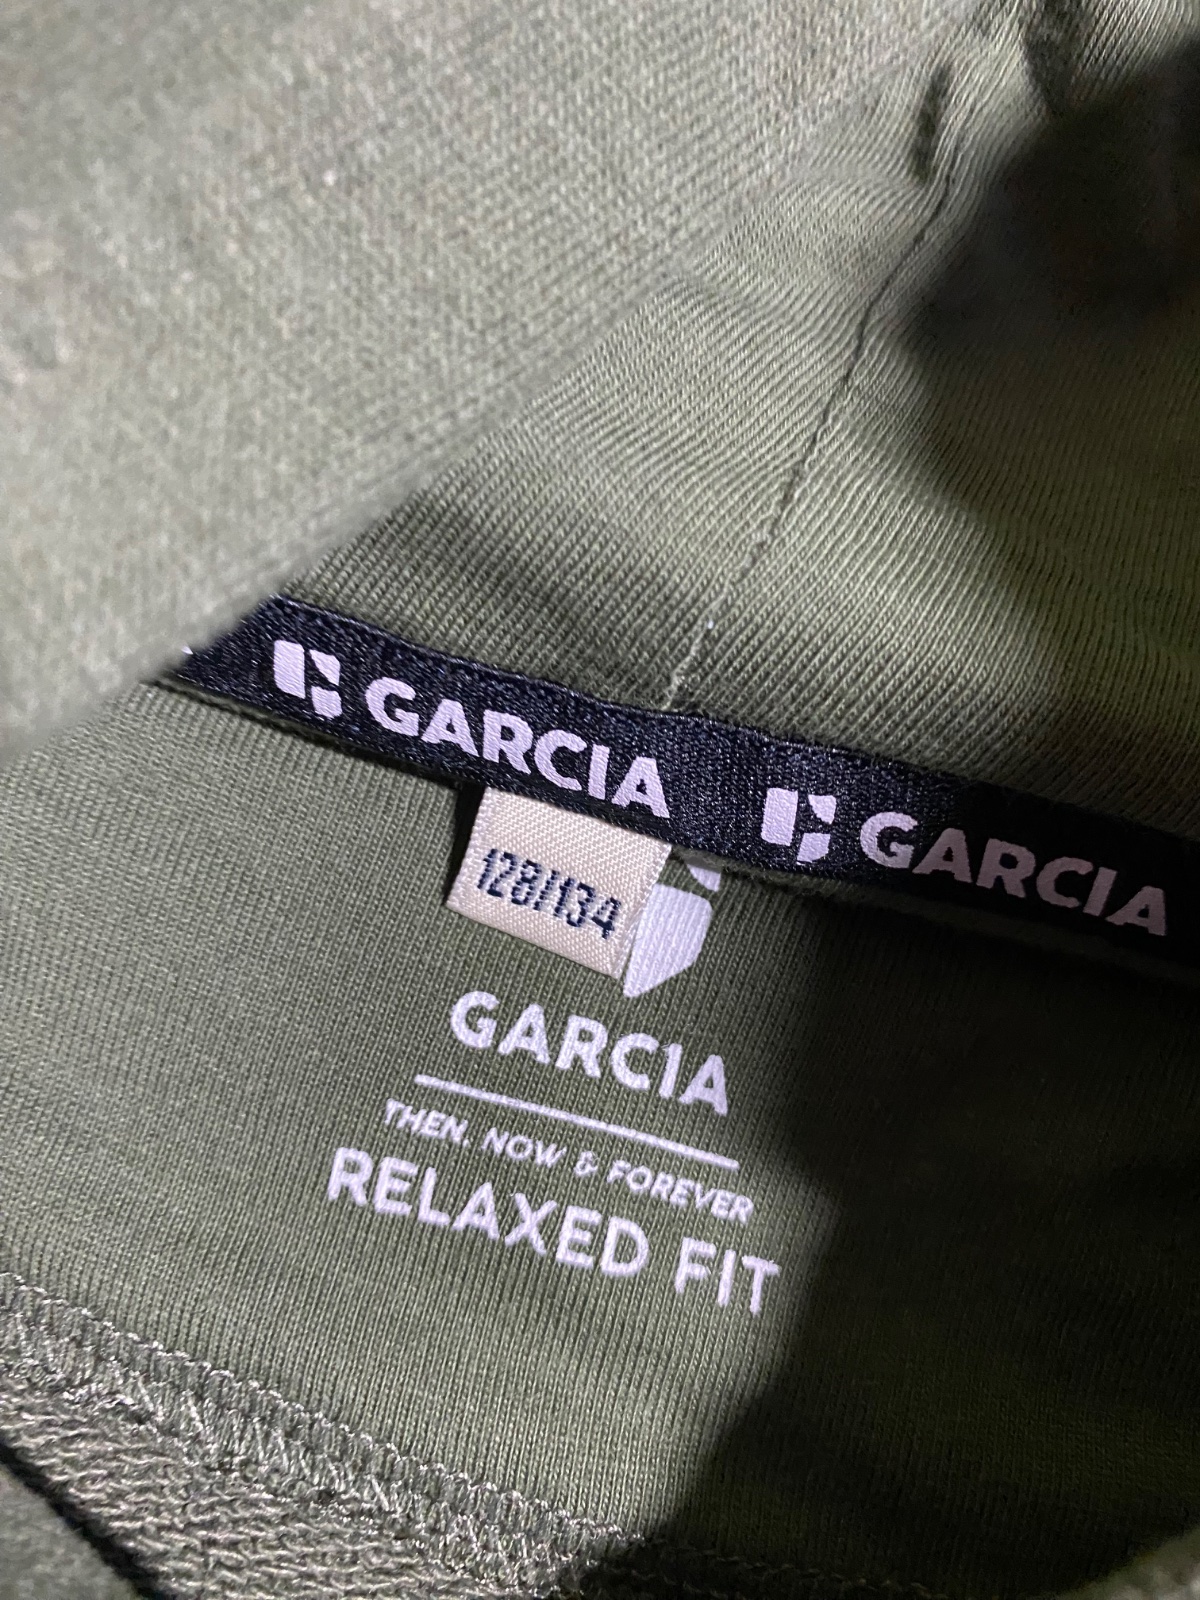 GARCIA GARCIA
128/134
GARCIA
THEN, NOW & FOREVER
RELAXED FIT